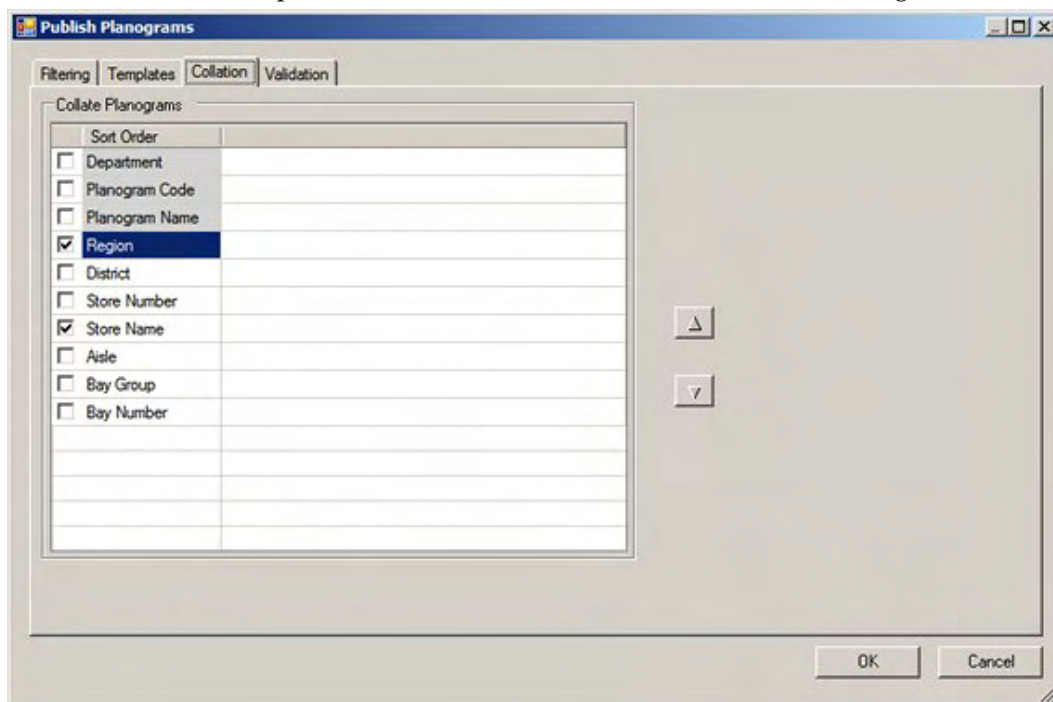 Publish Planograms
Filtering Templates Collation Validation
Collate Planograms
Sort Order
Department
Planogram Code
Planogram Name
Region
District
Store Number
Store Name
Aisle
Bay Group
Bay Number
OK Cancel